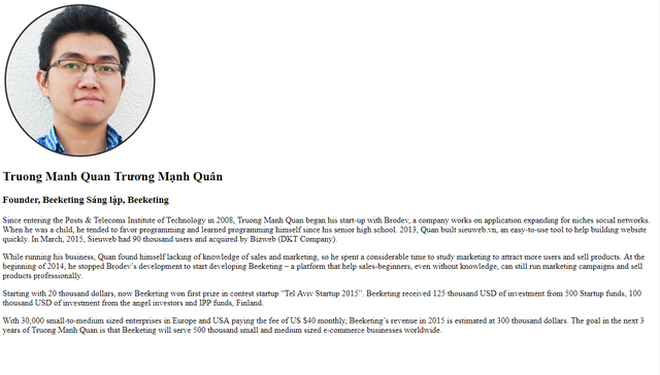 Truong Manh Quan Trương Mạnh Quân
Founder, Beeketing Sáng lập, Beeketing
Since entering the Posts & Telecoms Institute of Technology in 2008, Truong Manh Quan began his start-up with Brodev, a company works on application expanding for niches social networks.
When he was a child, he tended to favor programming and learned programming himself since his senior high school. 2013, Quan built sieuweb.vn, an easy-to-use tool to help building website
quickly. In March, 2015, Sieuweb had 90 thousand users and acquired by Bizweb (DKT Company).
While running his business, Quan found himself lacking of knowledge of sales and marketing, so he spent a considerable time to study marketing to attract more users and sell products. At the
beginning of 2014, he stopped Brodev's development to start developing Beeketing – a platform that help sales-beginners, even without knowledge, can still run marketing campaigns and sell
products professionally.
Starting with 20 thousand dollars, now Beeketing won first prize in contest startup "Tel Aviv Startup 2015". Beeketing received 125 thousand USD of investment from 500 Startup funds, 100
thousand USD of investment from the angel investors and IPP funds, Finland.
With 30,000 small-to-medium sized enterprises in Europe and USA paying the fee of US $40 monthly, Beeketing's revenue in 2015 is estimated at 300 thousand dollars. The goal in the next 3
years of Truong Manh Quan is that Beeketing will serve 500 thousand small and medium sized e-commerce businesses worldwide.